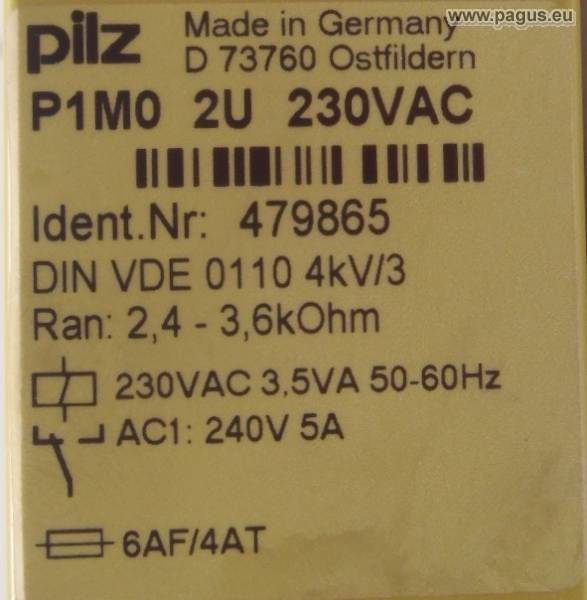 www.pagus.eu
pilz
Made in Germany
D 73760 Ostfildern
P1M0 2U 230VAC
Ident.Nr: 479865
DIN VDE 0110 4kV/3
Ran: 2,4 - 3,6kOhm
230VAC 3,5VA 50-60Hz
AC1: 240V 5A
6AF/4AT